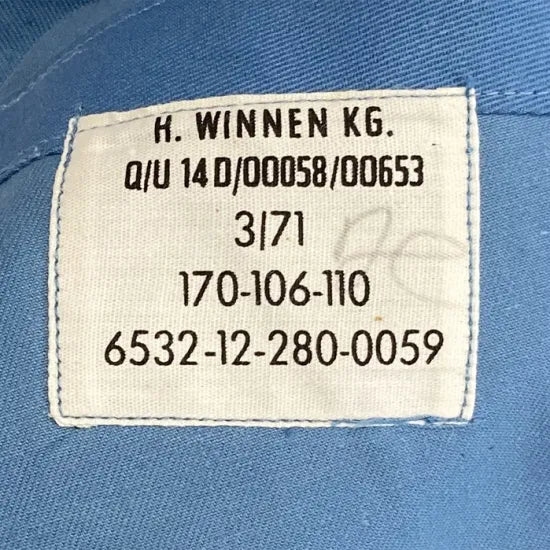 H. WINNEN KG.
Q/U 14 D/00058/00653
3/71
170-106-110
6532-12-280-0059